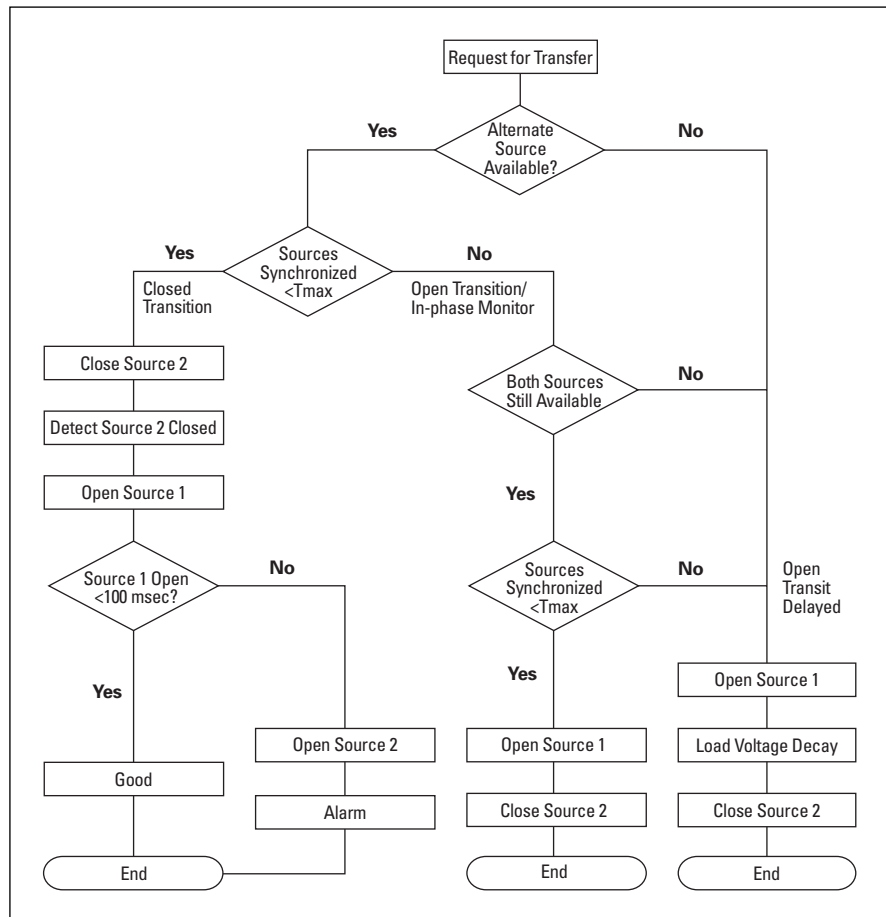 Request for Transfer
Yes
Alternate
Source
Available?
No
Yes
Sources
Synchronized
<Tmax
No
Closed
Transition
Open Transition/
In-phase Monitor
Close Source 2
Both Sources
Still Available
No
Detect Source 2 Closed
Open Source 1
Yes
Source 1 Open
<100 msec?
No
Sources
Synchronized
<Tmax
No
Open
Transit
Delayed
Yes
Yes
Open Source 1
Open Source 2
Open Source 1
Load Voltage Decay
Good
Alarm
Close Source 2
Close Source 2
End
End
End